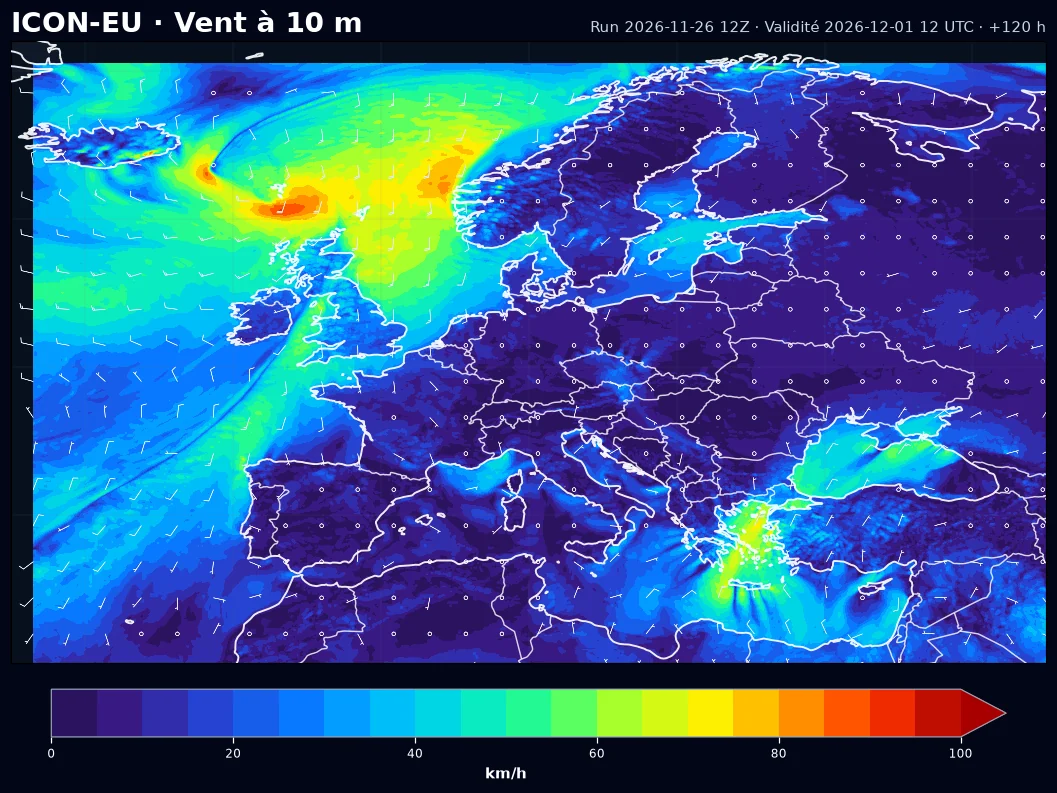 ICON-EU · Vent à 10 m
Run 2026-11-26 12Z · Validité 2026-12-01 12 UTC · +120 h
0 20 40 60 80 100
km/h